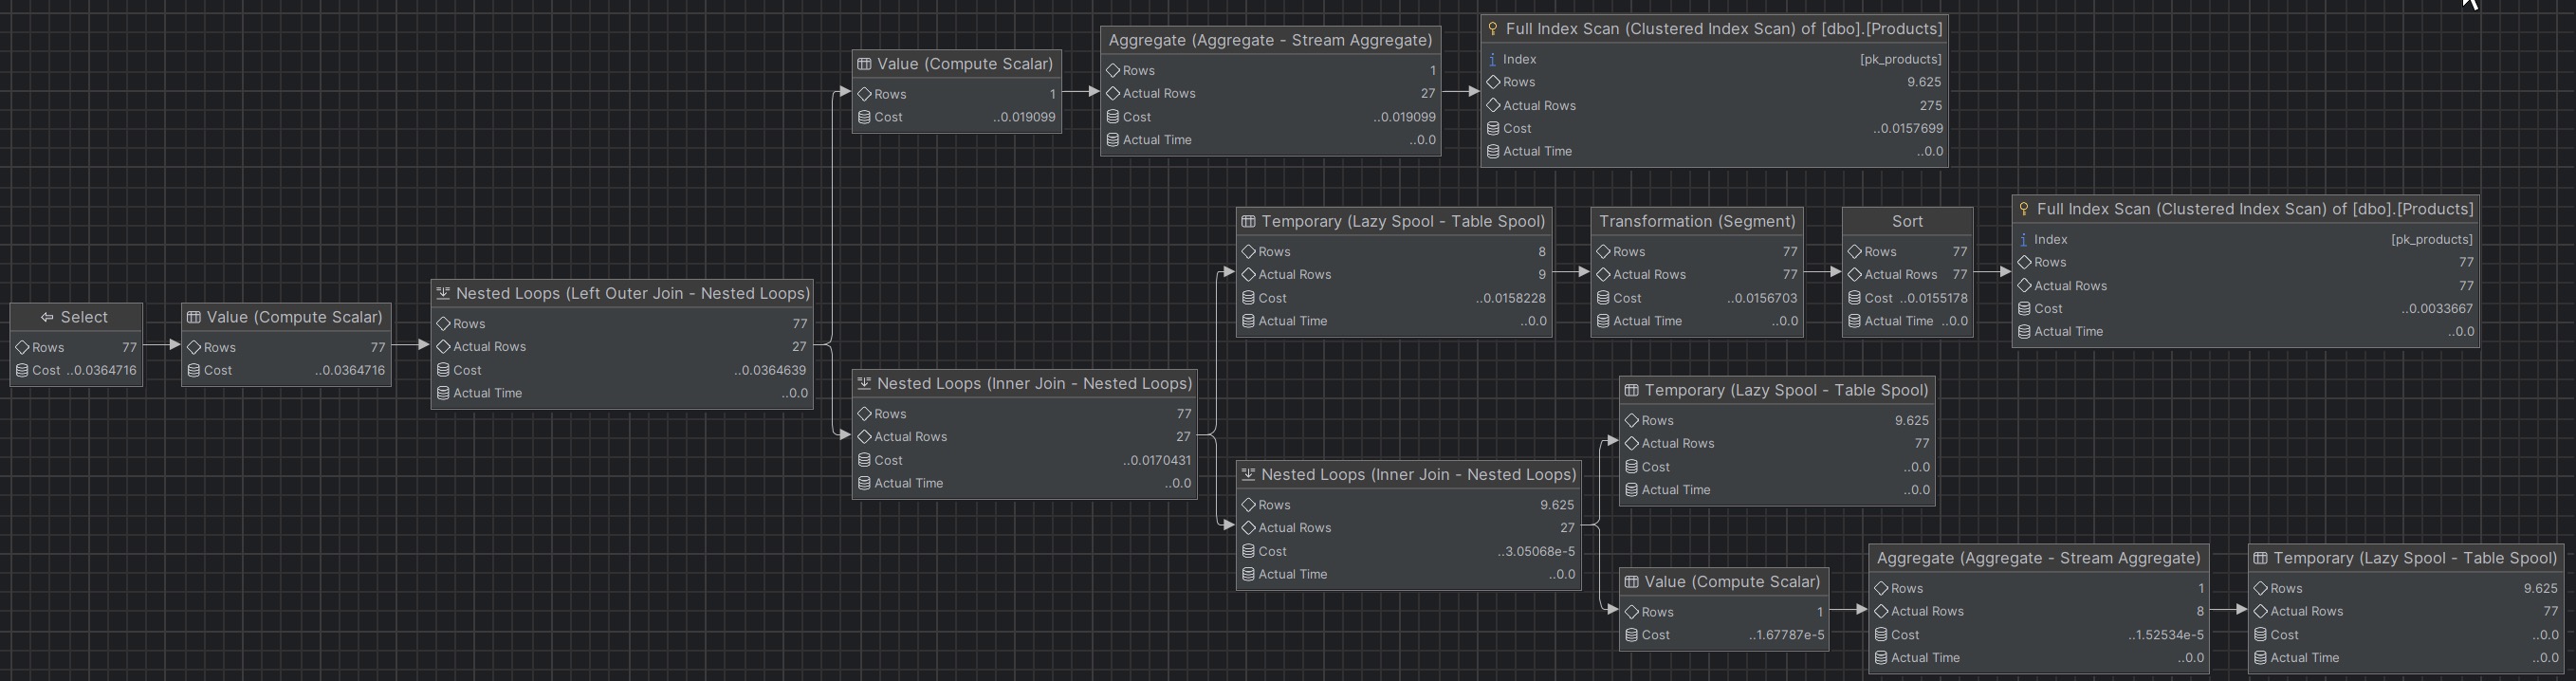 Select
Rows 77
Cost ..0.0364716
Value (Compute Scalar)
Rows 77
Cost ..0.0364716
Nested Loops (Left Outer Join - Nested Loops)
Rows 77
Actual Rows 27
Cost ..0.0364639
Actual Time ..0.0
Value (Compute Scalar)
Rows 1
Cost ..0.019099
Aggregate (Aggregate - Stream Aggregate)
Rows 1
Actual Rows 27
Cost ..0.019099
Actual Time ..0.0
Full Index Scan (Clustered Index Scan) of [dbo].[Products]
Index [pk_products]
Rows 9.625
Actual Rows 275
Cost ..0.0157699
Actual Time ..0.0
Nested Loops (Inner Join - Nested Loops)
Rows 77
Actual Rows 27
Cost ..0.0170431
Actual Time ..0.0
Temporary (Lazy Spool - Table Spool)
Rows 8
Actual Rows 9
Cost ..0.0158228
Actual Time ..0.0
Transformation (Segment)
Rows 77
Actual Rows 77
Cost ..0.0156703
Actual Time ..0.0
Sort
Rows 77
Actual Rows 77
Cost ..0.0155178
Actual Time ..0.0
Full Index Scan (Clustered Index Scan) of [dbo].[Products]
Index [pk_products]
Rows 77
Actual Rows 77
Cost ..0.0033667
Actual Time ..0.0
Nested Loops (Inner Join - Nested Loops)
Rows 9.625
Actual Rows 27
Cost ..3.05068e-5
Actual Time ..0.0
Temporary (Lazy Spool - Table Spool)
Rows 9.625
Actual Rows 77
Cost ..0.0
Actual Time ..0.0
Value (Compute Scalar)
Rows 1
Cost ..1.67787e-5
Aggregate (Aggregate - Stream Aggregate)
Rows 1
Actual Rows 8
Cost ..1.52534e-5
Actual Time ..0.0
Temporary (Lazy Spool - Table Spool)
Rows 9.625
Actual Rows 77
Cost ..0.0
Actual Time ..0.0